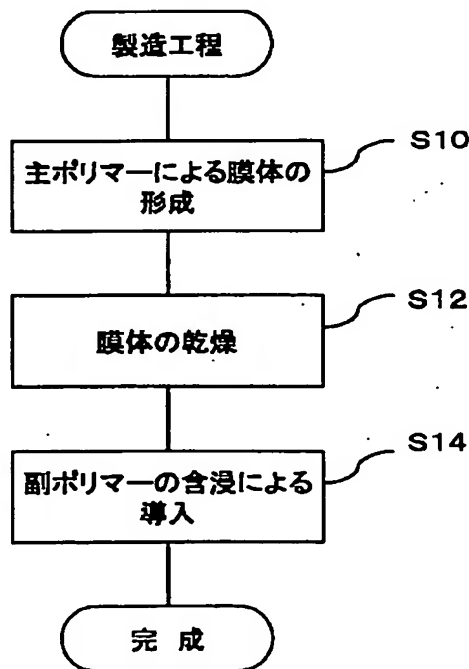 製造工程
S10
主ポリマーによる膜体の
形成
S12
膜体の乾燥
S14
副ポリマーの含浸による
導入
完 成